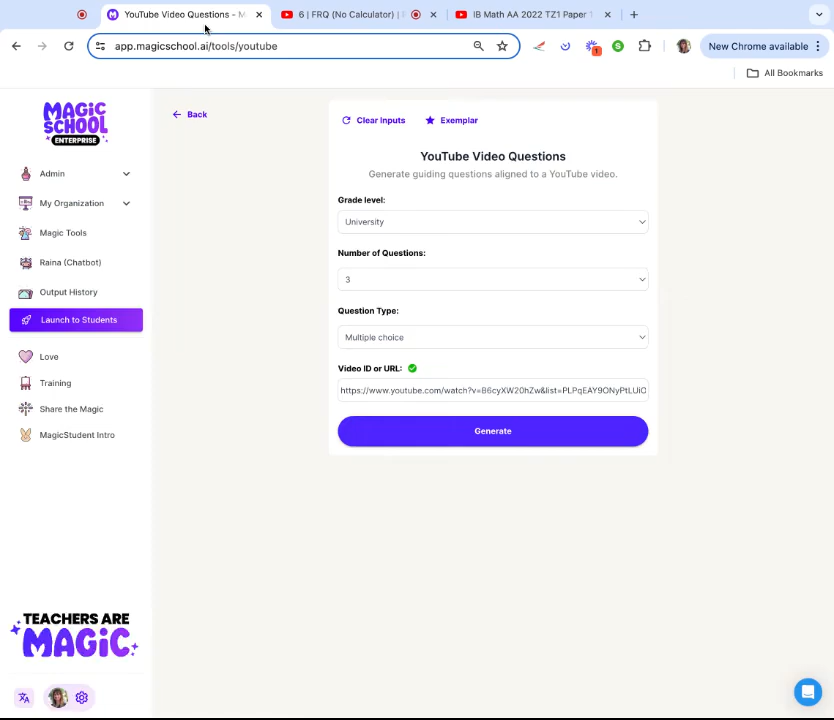 YouTube Video Questions - M
6 | FRQ (No Calculator) |
IB Math AA 2022 TZ1 Paper 1
app.magicschool.ai/tools/youtube
New Chrome available
All Bookmarks
MAGIC
SCHOOL
ENTERPRISE
Back
Clear Inputs
Exemplar
YouTube Video Questions
Generate guiding questions aligned to a YouTube video.
Grade level:
University
Number of Questions:
3
Question Type:
Multiple choice
Video ID or URL:
https://www.youtube.com/watch?v=B6cyXW20hZw&list=PLPqEAY9ONyPtLUiO
Generate
Admin
My Organization
Magic Tools
Raina (Chatbot)
Output History
Launch to Students
Love
Training
Share the Magic
MagicStudent Intro
TEACHERS ARE
MAGIC